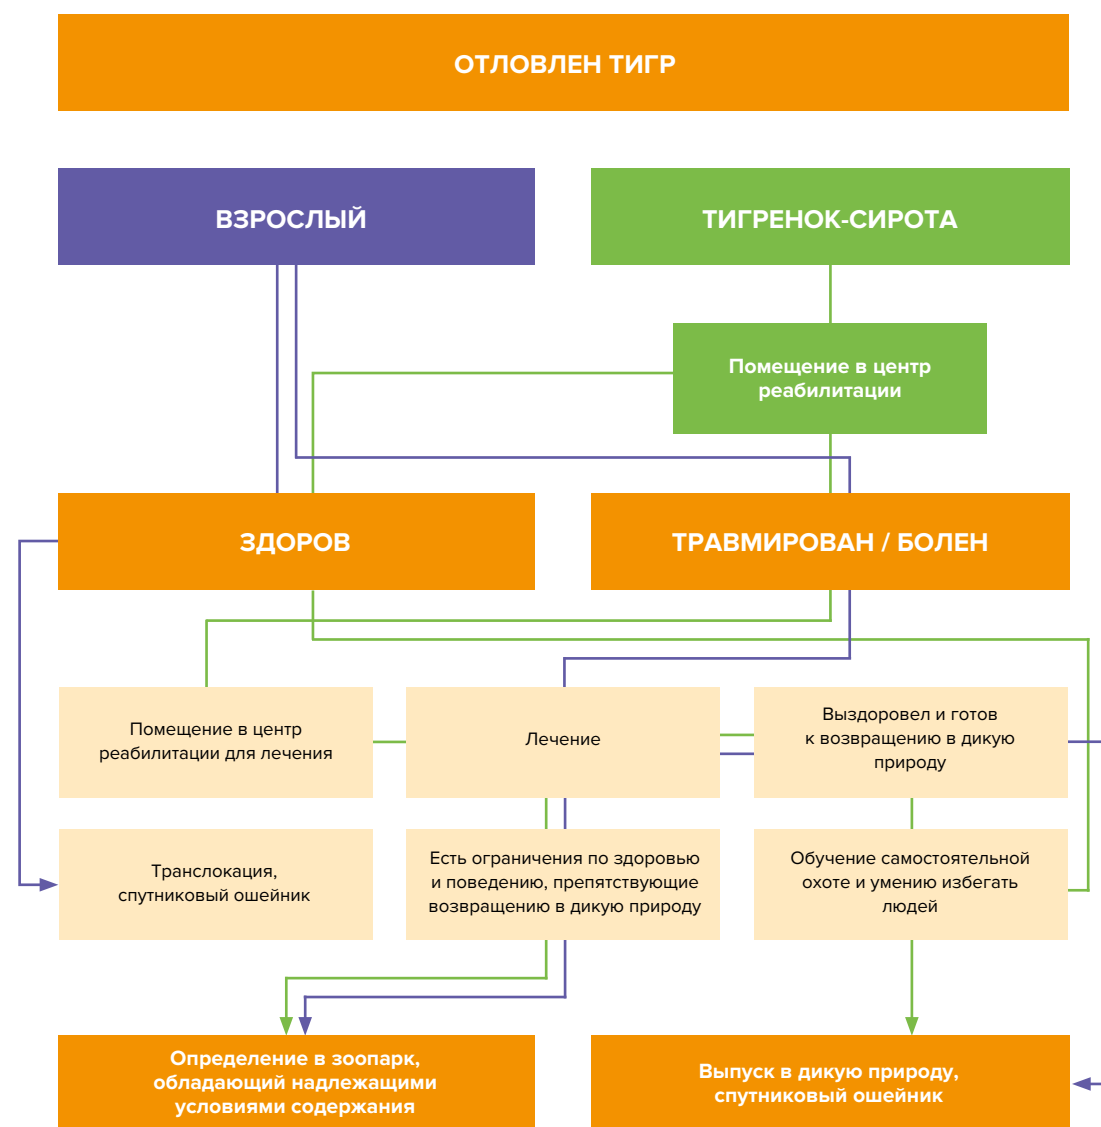 ОТЛОВЛЕН ТИГР
ВЗРОСЛЫЙ
ТИГРЕНОК-СИРОТА
Помещение в центр
реабилитации
ЗДОРОВ
ТРАВМИРОВАН / БОЛЕН
Помещение в центр
реабилитации для лечения
Лечение
Выздоровел и готов
к возвращению в дикую
природу
Транслокация,
спутниковый ошейник
Есть ограничения по здоровью
и поведению, препятствующие
возвращению в дикую природу
Обучение самостоятельной
охоте и умению избегать
людей
Определение в зоопарк,
обладающий надлежащими
условиями содержания
Выпуск в дикую природу,
спутниковый ошейник